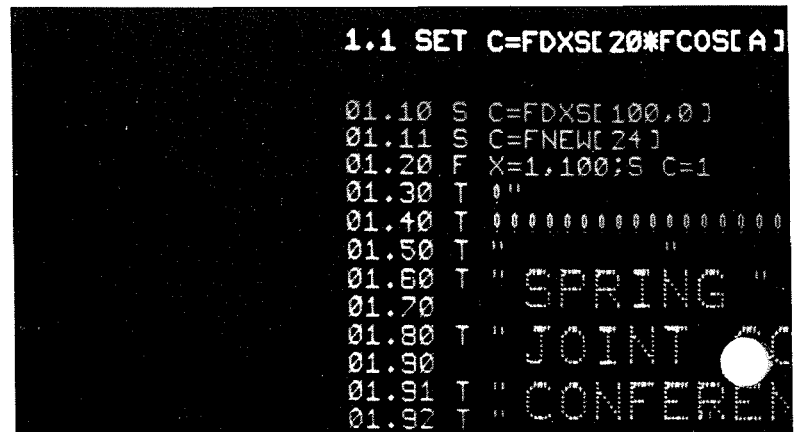 1.1 SET C=FDXS[20*FCOS[A]
01.10 S C=FDXS[100,0]
01.11 S C=FNEW[24]
01.20 F X=1,100;S C=1
01.30 T !"
01.40 T
01.50 T " "
01.60 T " SPRING "
01.70
01.80 T " JOINT
01.90
01.91 T "
01.92 T " CONFEREN